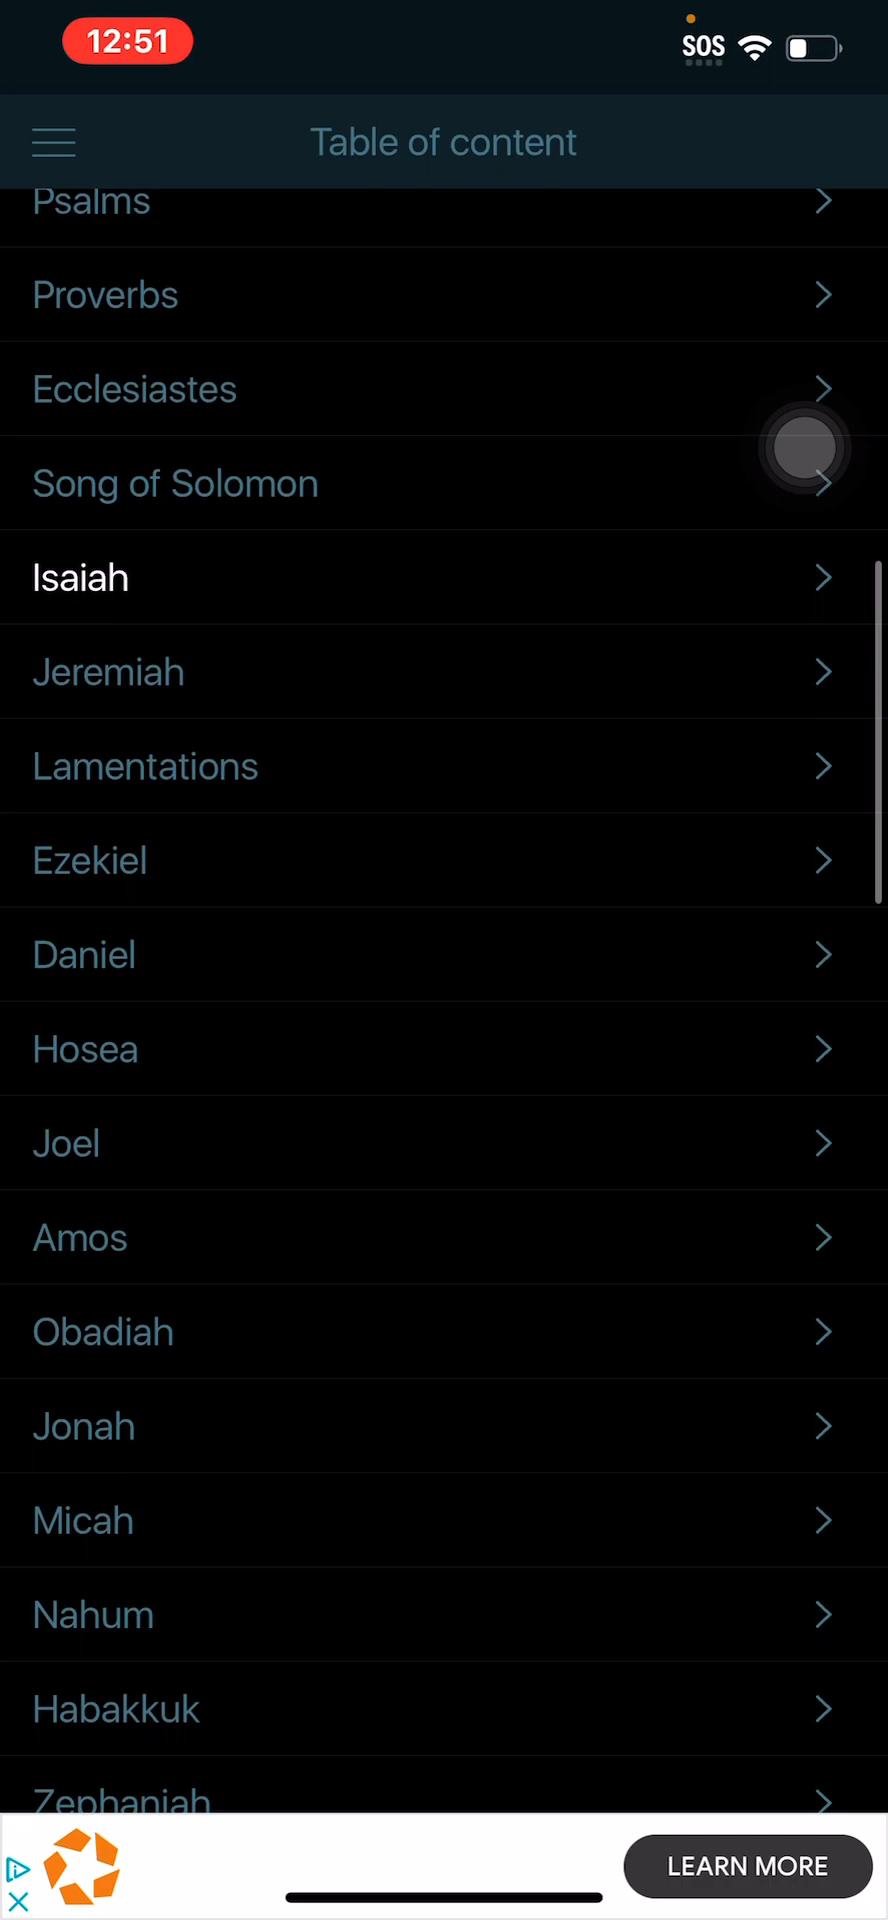 12:51
SOS
Table of content
Psalms
Proverbs
Ecclesiastes
Song of Solomon
Isaiah
Jeremiah
Lamentations
Ezekiel
Daniel
Hosea
Joel
Amos
Obadiah
Jonah
Micah
Nahum
Habakkuk
Zephaniah
LEARN MORE